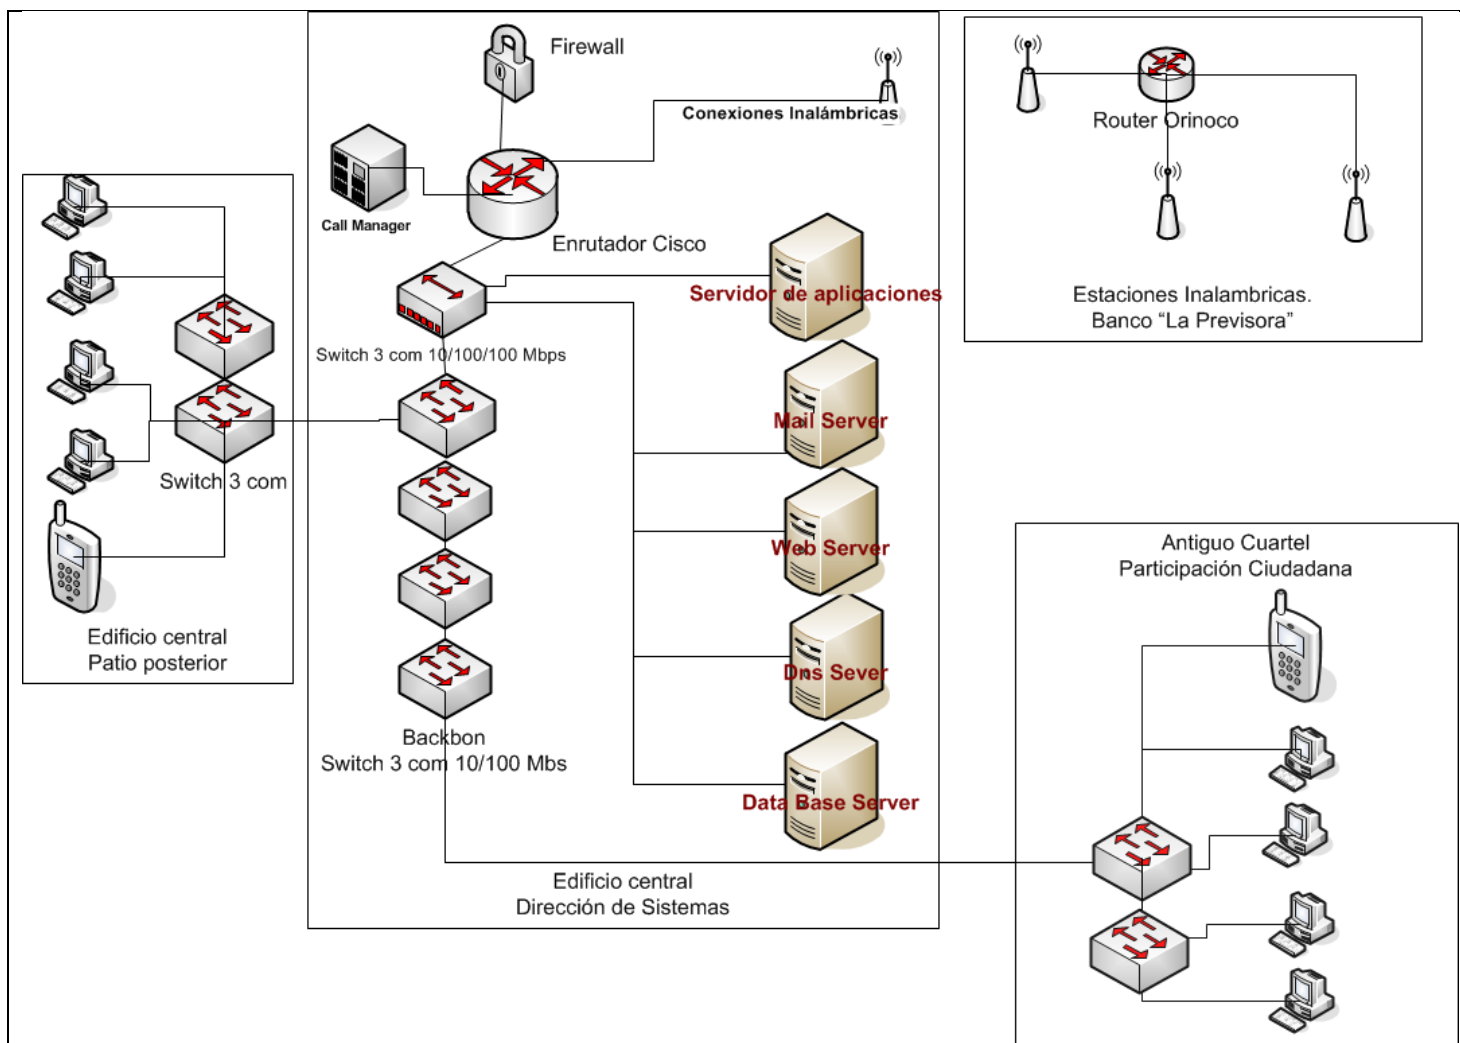 Firewall
Conexiones Inalámbricas
Call Manager
Enrutador Cisco
Servidor de aplicaciones
Switch 3 com 10/100/100 Mbps
Mail Server
Web Server
Dns Sever
Data Base Server
Backbon
Switch 3 com 10/100 Mbs
Edificio central
Dirección de Sistemas
Switch 3 com
Edificio central
Patio posterior
Router Orinoco
Estaciones Inalambricas.
Banco “La Previsora”
Antiguo Cuartel
Participación Ciudadana